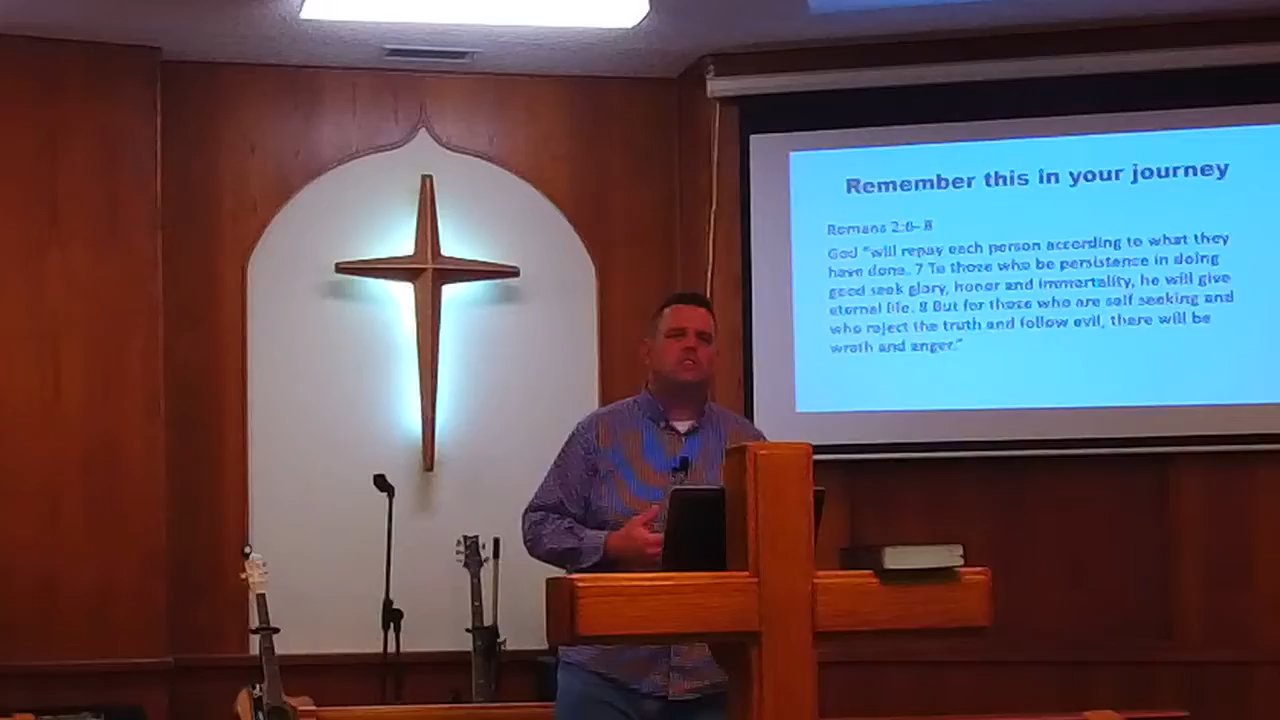 Remember this in your journey
Romans 2:6-8
God "will repay each person according to what they
have done. 7 To those who be persistence in doing
good seek glory, honor and immortality, he will give
eternal life. 8 But for those who are self seeking and
who reject the truth and follow evil, there will be
wrath and anger."